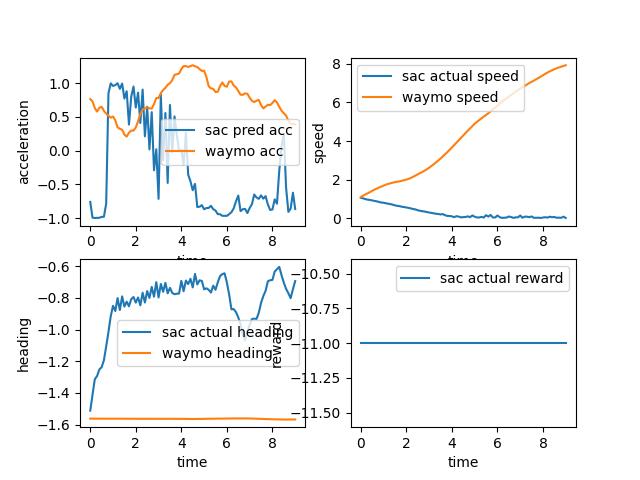 acceleration
1.0
0.5
0.0
−0.5
−1.0
sac pred acc
waymo acc
0 2 4 6 8
time
speed
8
6
4
2
0
sac actual speed
waymo speed
0 2 4 6 8
time
heading
−0.6
−0.8
−1.0
−1.2
−1.4
−1.6
sac actual heading
waymo heading
0 2 4 6 8
time
reward
−10.50
−10.75
−11.00
−11.25
−11.50
sac actual reward
0 2 4 6 8
time